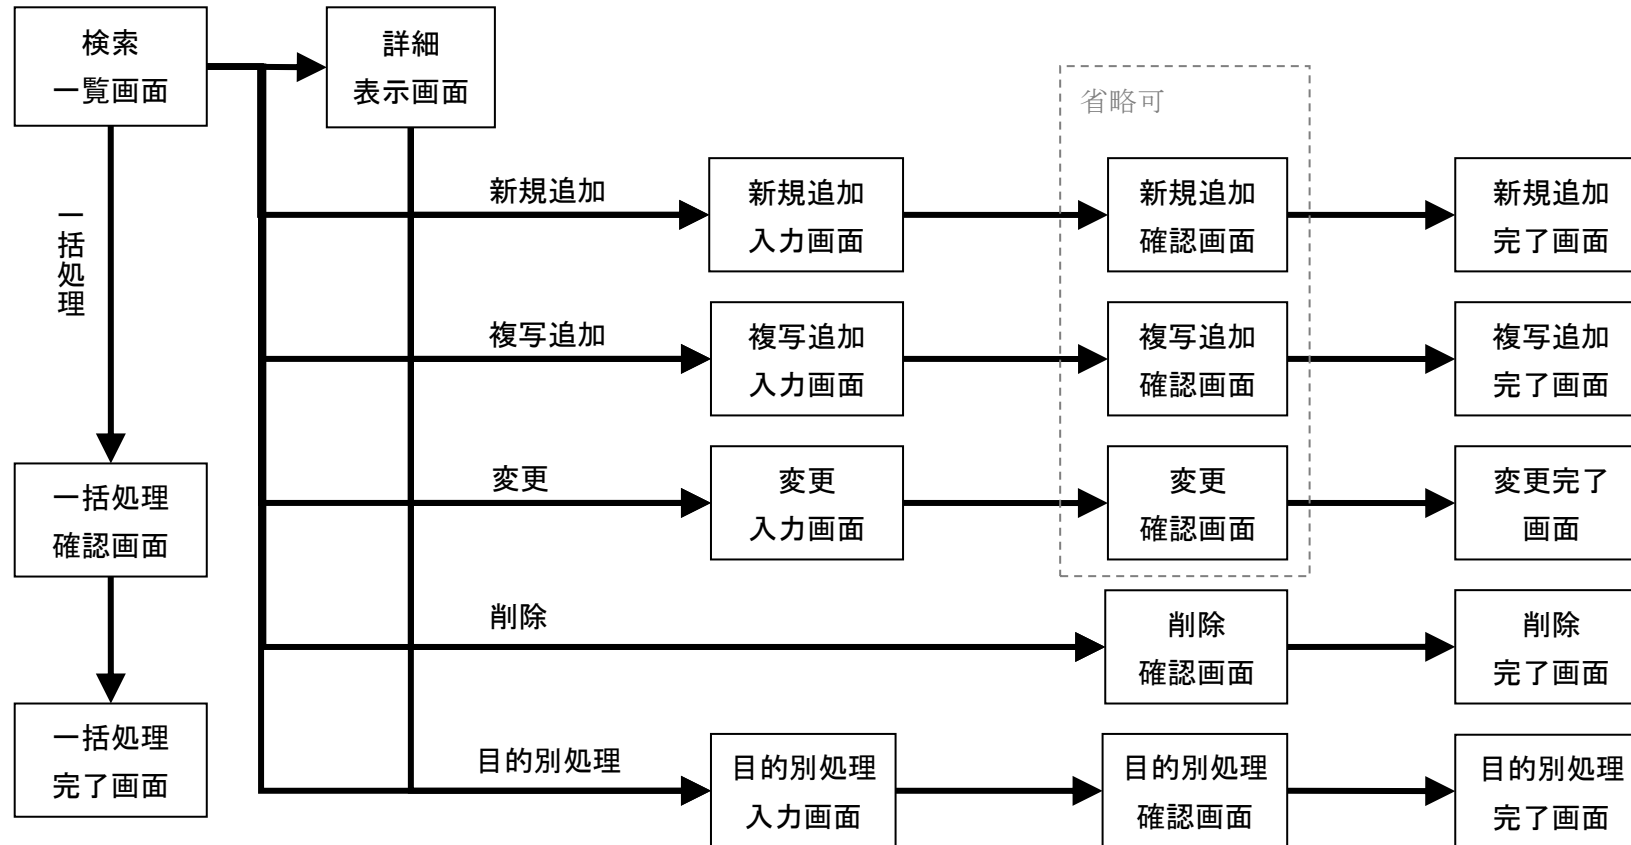 検索
一覧画面
詳細
表示画面
省略可
新規追加
新規追加
入力画面
新規追加
確認画面
新規追加
完了画面
一括処理
複写追加
複写追加
入力画面
複写追加
確認画面
複写追加
完了画面
変更
変更
入力画面
変更
確認画面
変更完了
画面
一括処理
確認画面
削除
削除
確認画面
削除
完了画面
一括処理
完了画面
目的別処理
目的別処理
入力画面
目的別処理
確認画面
目的別処理
完了画面